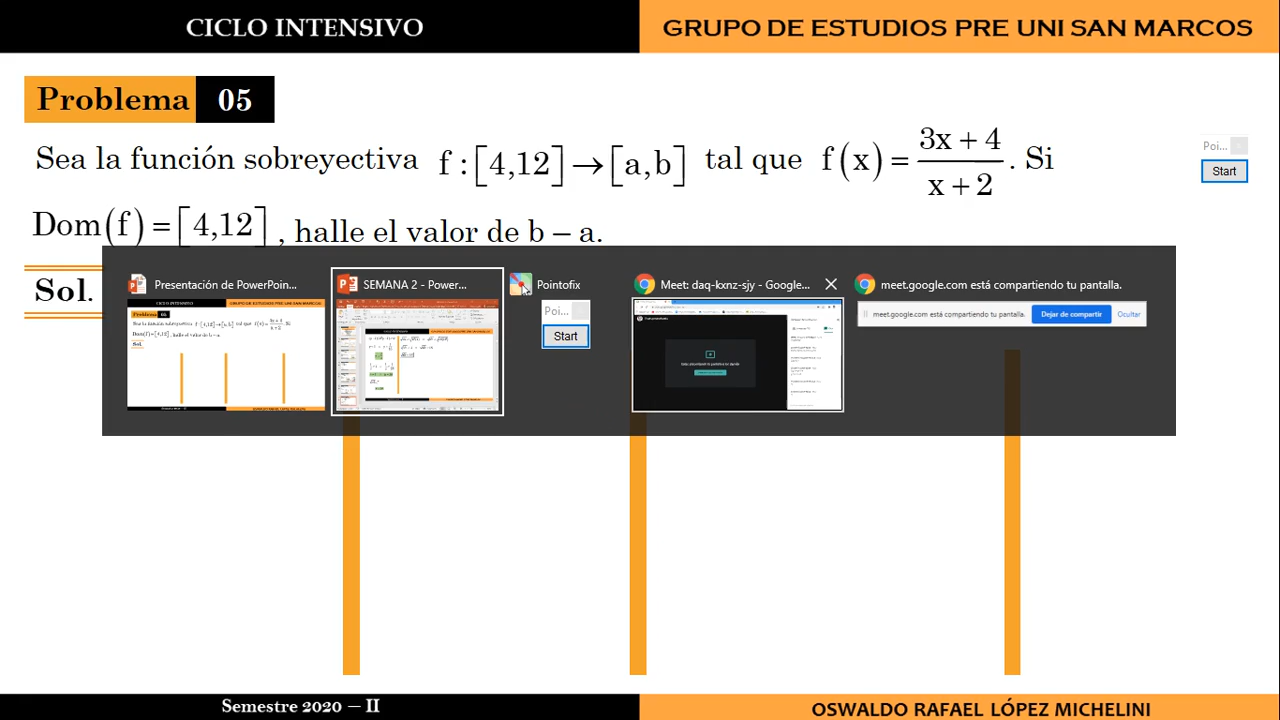 CICLO INTENSIVO
GRUPO DE ESTUDIOS PRE UNI SAN MARCOS
Problema 05
Sea la función sobreyectiva f : [4,12] → [a,b] tal que f(x) = (3x + 4)/(x + 2). Si
Dom(f) = [4,12], halle el valor de b – a.
Poi...
Start
Sol.
Presentación de PowerPoin...
SEMANA 2 - Power...
Pointofix
Poi...
Start
Meet: daq-kxnz-sjy - Google...
meet.google.com está compartiendo tu pantalla.
meet.google.com está compartiendo tu pantalla.
Dejar de compartir
Ocultar
Semestre 2020 – II
OSWALDO RAFAEL LÓPEZ MICHELINI